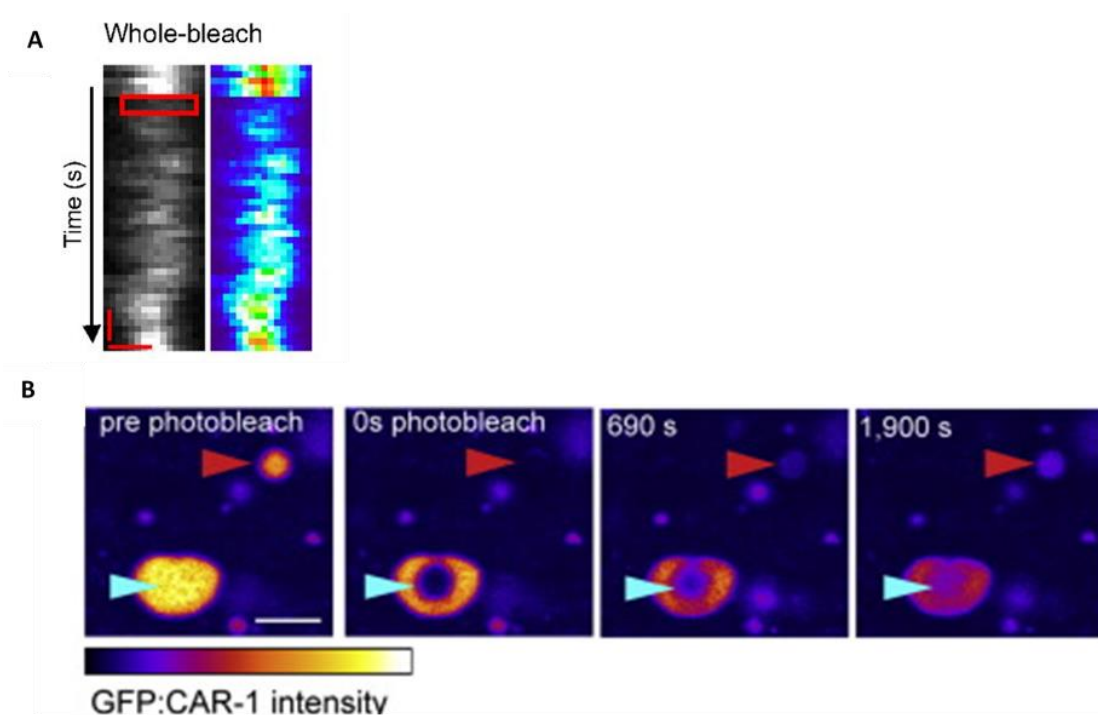 A
Whole-bleach
Time (s)
B
pre photobleach
0s photobleach
690 s
1,900 s
GFP:CAR-1 intensity